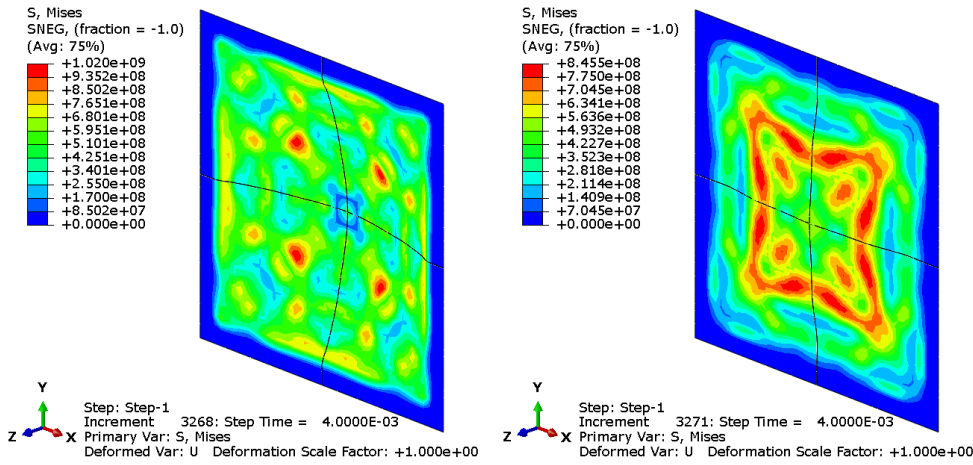 S, Mises
SNEG, (fraction = -1.0)
(Avg: 75%)
+1.020e+09
+9.352e+08
+8.502e+08
+7.651e+08
+6.801e+08
+5.951e+08
+5.101e+08
+4.251e+08
+3.401e+08
+2.550e+08
+1.700e+08
+8.502e+07
+0.000e+00
Y
Z
X
Step: Step-1
Increment 3268: Step Time = 4.0000E-03
Primary Var: S, Mises
Deformed Var: U Deformation Scale Factor: +1.000e+00
S, Mises
SNEG, (fraction = -1.0)
(Avg: 75%)
+8.455e+08
+7.750e+08
+7.045e+08
+6.341e+08
+5.636e+08
+4.932e+08
+4.227e+08
+3.523e+08
+2.818e+08
+2.114e+08
+1.409e+08
+7.045e+07
+0.000e+00
Y
Z
X
Step: Step-1
Increment 3271: Step Time = 4.0000E-03
Primary Var: S, Mises
Deformed Var: U Deformation Scale Factor: +1.000e+00